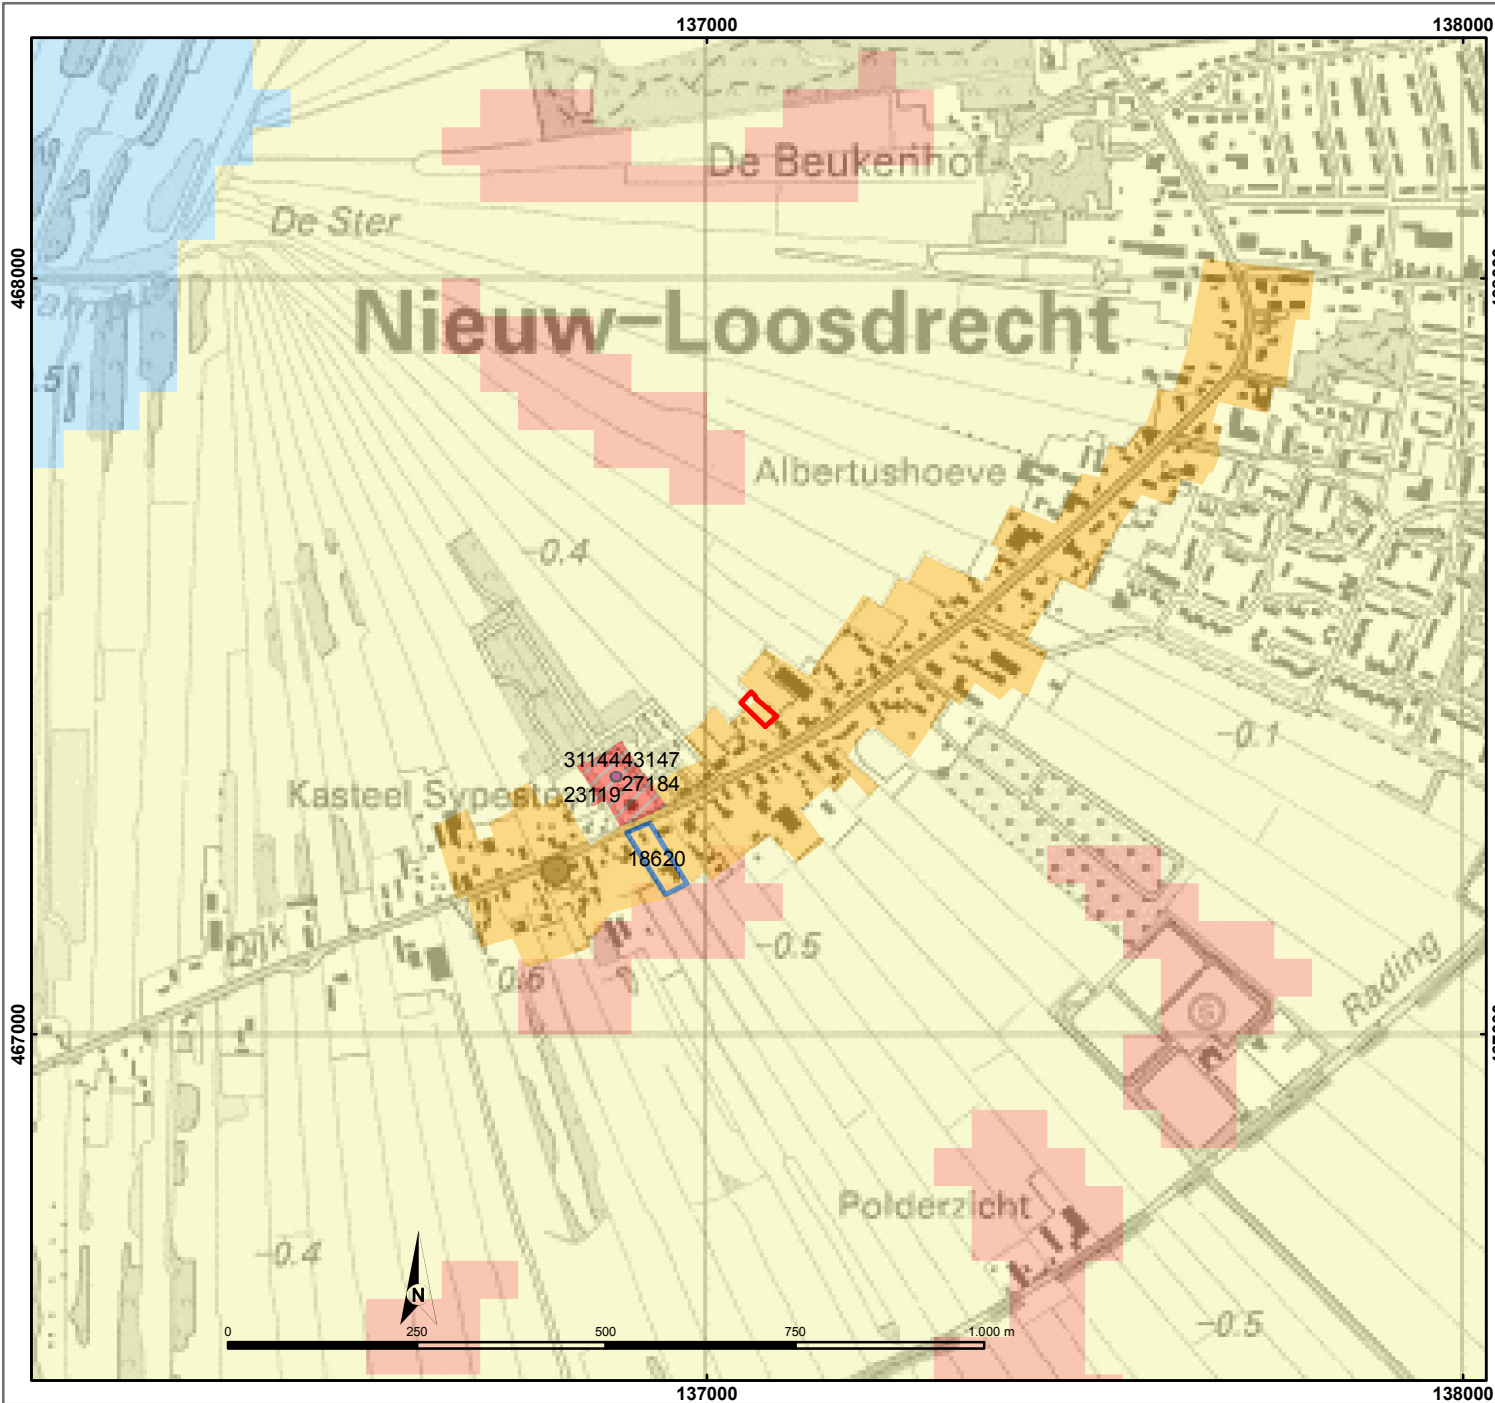 137000
138000
De Beukenhof
De Ster
468000
Nieuw-Loosdrecht
Albertushoeve
-0.4
-0.1
3114443147
27184
23119
Kasteel Sypesteyn
18620
Dijk
-0.5
0.6
Rading
467000
Polderzicht
-0.4
N
-0.5
0
250
500
750
1.000 m
137000
138000